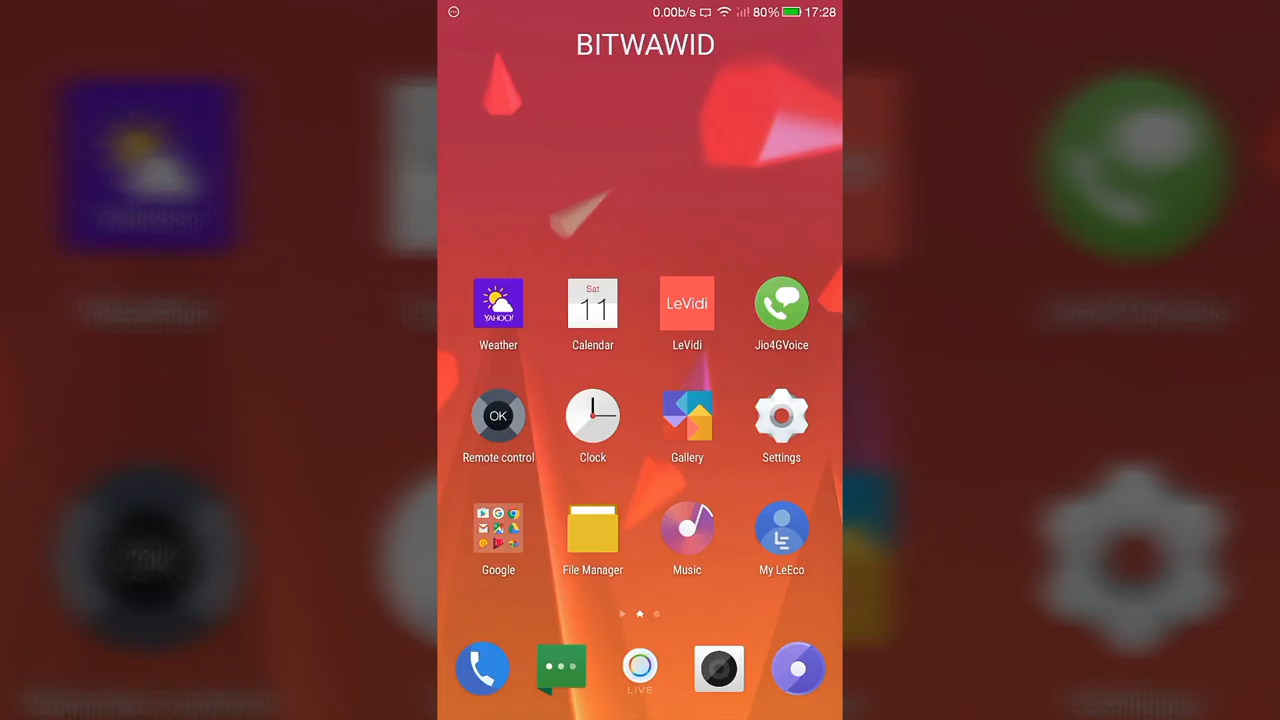 0.00b/s 80% 17:28
BITWAWID
YAHOO!
Sat
11
LeVidi
Weather Calendar LeVidi Jio4GVoice
OK
Remote control Clock Gallery Settings
Google File Manager Music My LeEco
LIVE